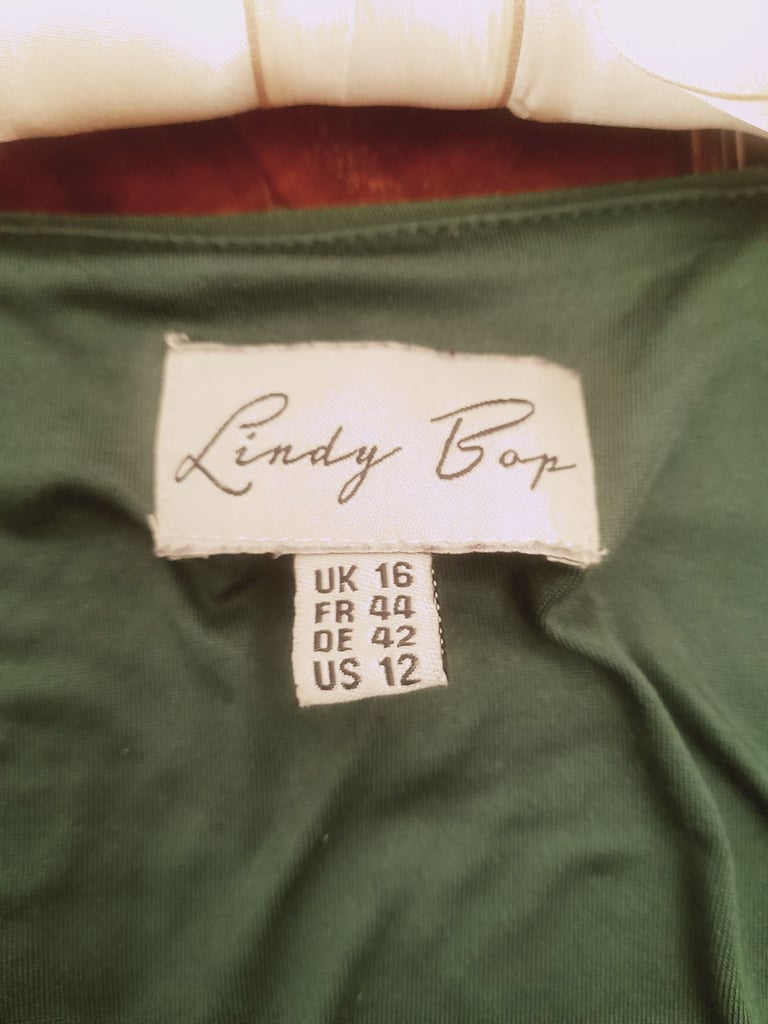 Lindy Bop
UK 16
FR 44
DE 42
US 12